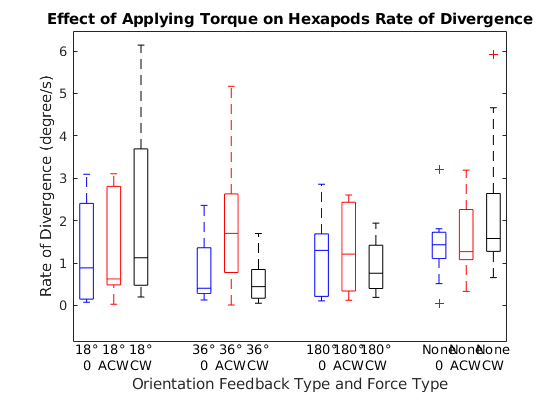 Effect of Applying Torque on Hexapods Rate of Divergence
Rate of Divergence (degree/s)
6
5
4
3
2
1
0
18° 18° 18° 36° 36° 36° 180° 180° 180° None None None
0 ACW CW 0 ACW CW 0 ACW CW 0 ACW CW
Orientation Feedback Type and Force Type